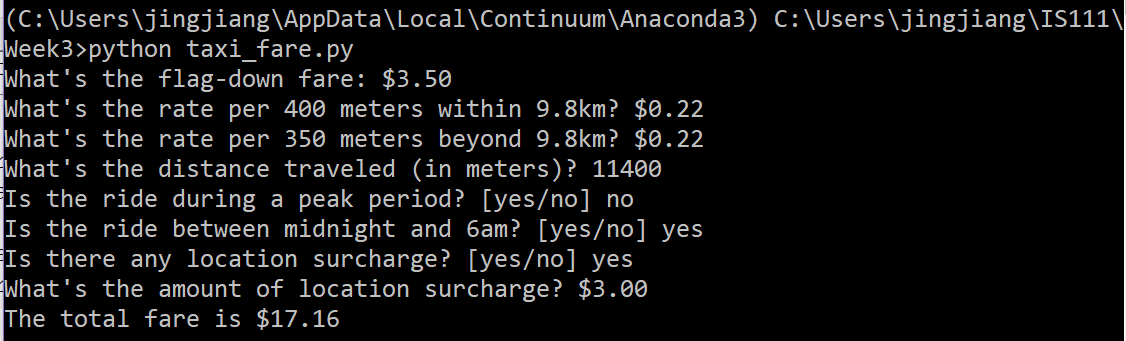 (C:\Users\jingjiang\AppData\Local\Continuum\Anaconda3) C:\Users\jingjiang\IS111\
Week3>python taxi_fare.py
What's the flag-down fare: $3.50
What's the rate per 400 meters within 9.8km? $0.22
What's the rate per 350 meters beyond 9.8km? $0.22
What's the distance traveled (in meters)? 11400
Is the ride during a peak period? [yes/no] no
Is the ride between midnight and 6am? [yes/no] yes
Is there any location surcharge? [yes/no] yes
What's the amount of location surcharge? $3.00
The total fare is $17.16